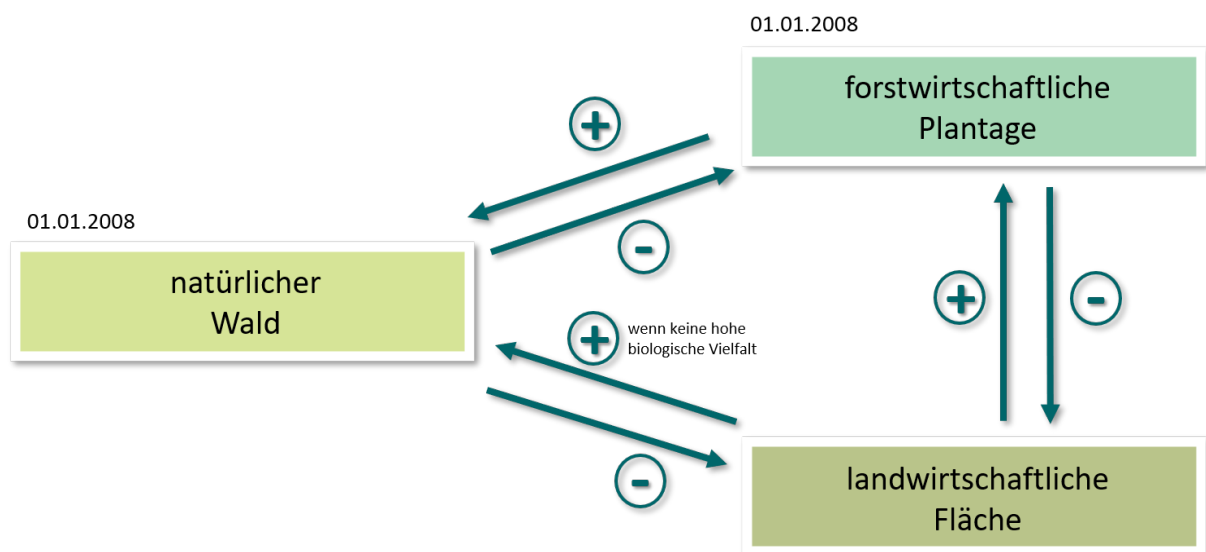 01.01.2008
forstwirtschaftliche
Plantage
+
01.01.2008
-
natürlicher
Wald
+
-
+
wenn keine hohe
biologische Vielfalt
-
landwirtschaftliche
Fläche